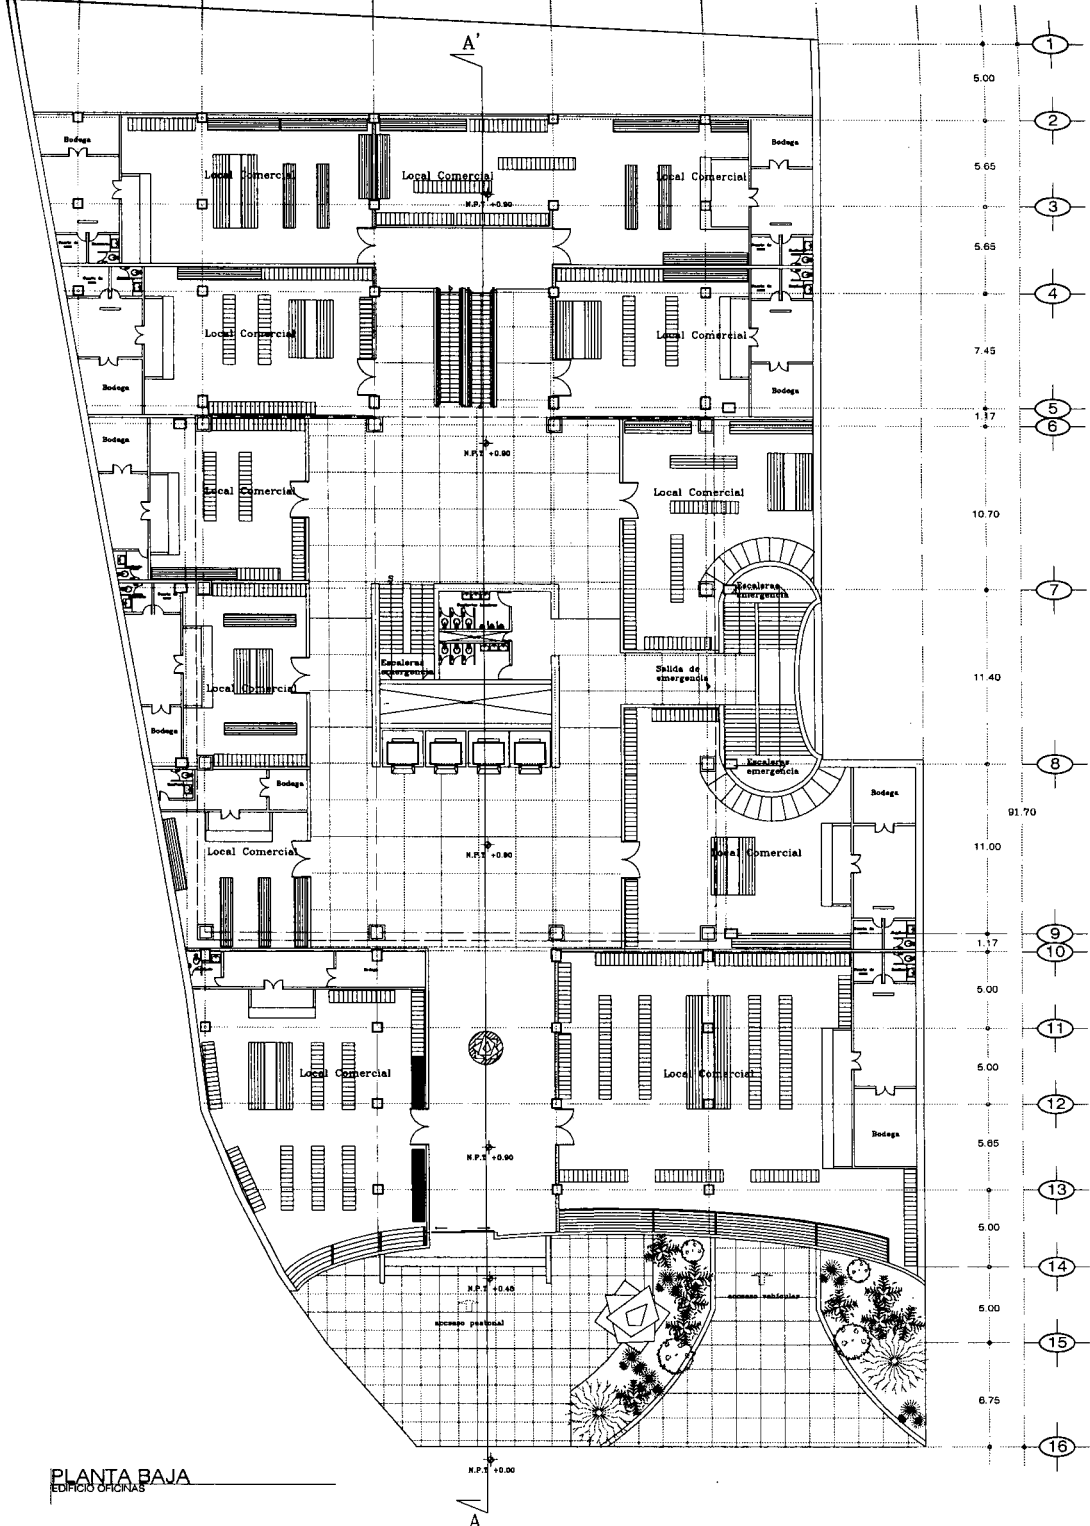 A'
1
5.00
2
Bodega
Bodega
5.65
Local Comercial
Local Comercial
Local Comercial
3
N.P.T +0.90
5.65
4
Local Comercial
Local Comercial
7.45
Bodega
Bodega
5
1.17
6
Bodega
N.P.T +0.90
Local Comercial
Local Comercial
10.70
7
Escaleras
emergencia
Escaleras
emergencia
Salida de
emergencia
11.40
Local Comercial
Bodega
8
Escaleras
emergencia
Bodega
Bodega
91.70
11.00
Local Comercial
N.P.T +0.90
Local Comercial
9
1.17
10
Bodega
5.00
11
Local Comercial
Local Comercial
5.00
12
Bodega
5.65
N.P.T +0.90
13
5.00
14
N.P.T +0.45
acceso peatonal
acceso vehicular
5.00
15
6.75
16
N.P.T +0.00
PLANTA BAJA
EDIFICIO OFICINAS
A